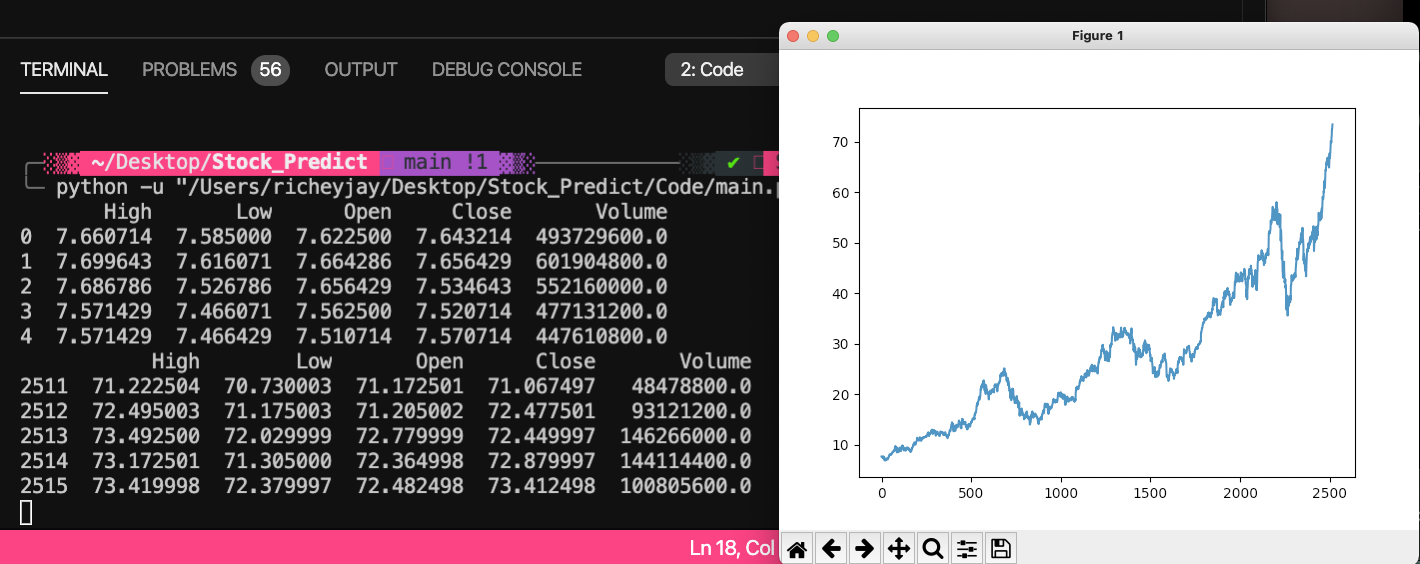 TERMINAL PROBLEMS 56 OUTPUT DEBUG CONSOLE 2: Code
~/Desktop/Stock_Predict main !1 ✔
python -u "/Users/richeyjay/Desktop/Stock_Predict/Code/main.
High Low Open Close Volume
0 7.660714 7.585000 7.622500 7.643214 493729600.0
1 7.699643 7.616071 7.664286 7.656429 601904800.0
2 7.686786 7.526786 7.656429 7.534643 552160000.0
3 7.571429 7.466071 7.562500 7.520714 477131200.0
4 7.571429 7.466429 7.510714 7.570714 447610800.0
High Low Open Close Volume
2511 71.222504 70.730003 71.172501 71.067497 48478800.0
2512 72.495003 71.175003 71.205002 72.477501 93121200.0
2513 73.492500 72.029999 72.779999 72.449997 146266000.0
2514 73.172501 71.305000 72.364998 72.879997 144114400.0
2515 73.419998 72.379997 72.482498 73.412498 100805600.0
Ln 18, Col
Figure 1
70
60
50
40
30
20
10
0 500 1000 1500 2000 2500